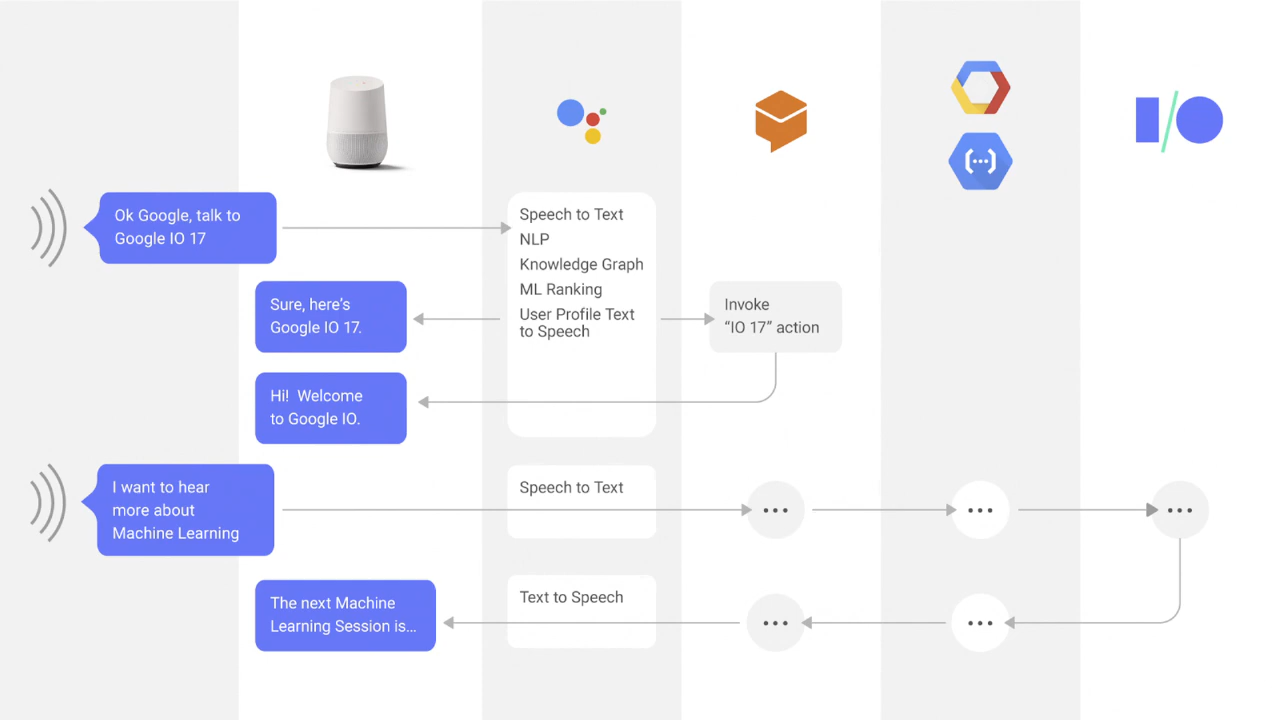 Ok Google, talk to
Google IO 17
Speech to Text
NLP
Knowledge Graph
ML Ranking
User Profile Text
to Speech
Sure, here's
Google IO 17.
Invoke
“IO 17” action
Hi! Welcome
to Google IO.
I want to hear
more about
Machine Learning
Speech to Text
The next Machine
Learning Session is...
Text to Speech
I/O